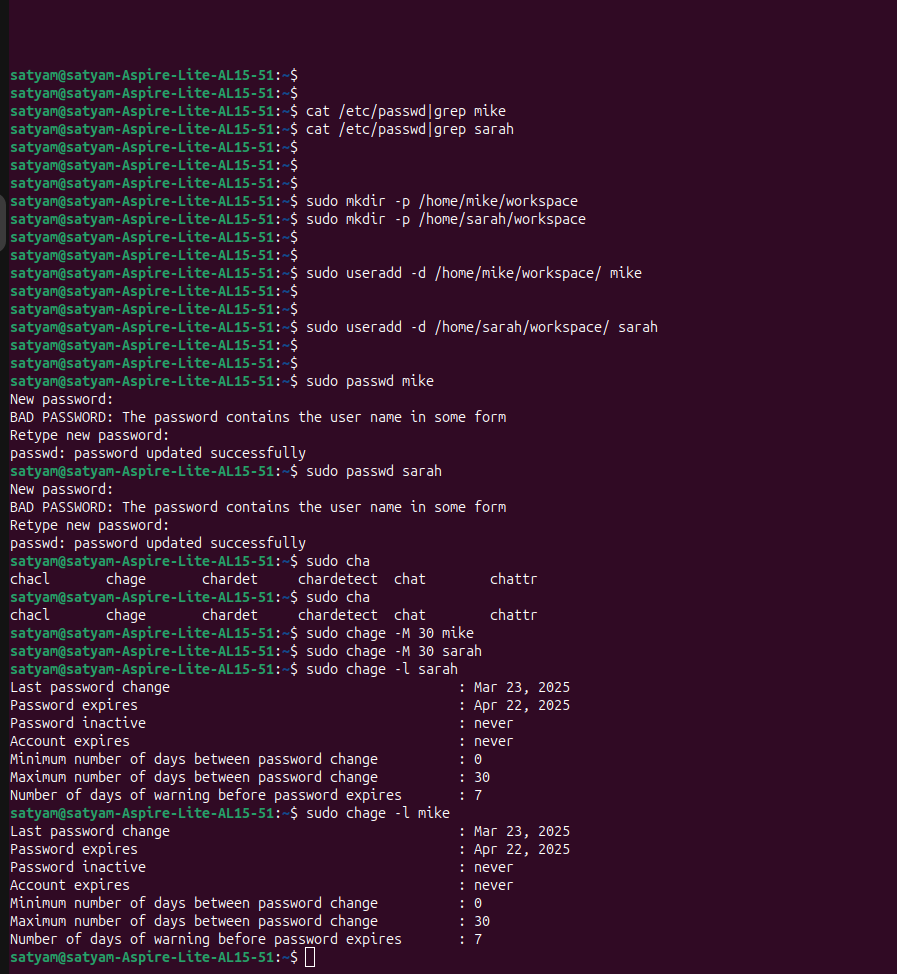 satyam@satyam-Aspire-Lite-AL15-51:~$
satyam@satyam-Aspire-Lite-AL15-51:~$
satyam@satyam-Aspire-Lite-AL15-51:~$ cat /etc/passwd|grep mike
satyam@satyam-Aspire-Lite-AL15-51:~$ cat /etc/passwd|grep sarah
satyam@satyam-Aspire-Lite-AL15-51:~$
satyam@satyam-Aspire-Lite-AL15-51:~$
satyam@satyam-Aspire-Lite-AL15-51:~$
satyam@satyam-Aspire-Lite-AL15-51:~$ sudo mkdir -p /home/mike/workspace
satyam@satyam-Aspire-Lite-AL15-51:~$ sudo mkdir -p /home/sarah/workspace
satyam@satyam-Aspire-Lite-AL15-51:~$
satyam@satyam-Aspire-Lite-AL15-51:~$
satyam@satyam-Aspire-Lite-AL15-51:~$ sudo useradd -d /home/mike/workspace/ mike
satyam@satyam-Aspire-Lite-AL15-51:~$
satyam@satyam-Aspire-Lite-AL15-51:~$
satyam@satyam-Aspire-Lite-AL15-51:~$ sudo useradd -d /home/sarah/workspace/ sarah
satyam@satyam-Aspire-Lite-AL15-51:~$
satyam@satyam-Aspire-Lite-AL15-51:~$
satyam@satyam-Aspire-Lite-AL15-51:~$ sudo passwd mike
New password:
BAD PASSWORD: The password contains the user name in some form
Retype new password:
passwd: password updated successfully
satyam@satyam-Aspire-Lite-AL15-51:~$ sudo passwd sarah
New password:
BAD PASSWORD: The password contains the user name in some form
Retype new password:
passwd: password updated successfully
satyam@satyam-Aspire-Lite-AL15-51:~$ sudo cha
chacl       chage       chardet     chardetect  chat        chattr
satyam@satyam-Aspire-Lite-AL15-51:~$ sudo cha
chacl       chage       chardet     chardetect  chat        chattr
satyam@satyam-Aspire-Lite-AL15-51:~$ sudo chage -M 30 mike
satyam@satyam-Aspire-Lite-AL15-51:~$ sudo chage -M 30 sarah
satyam@satyam-Aspire-Lite-AL15-51:~$ sudo chage -l sarah
Last password change : Mar 23, 2025
Password expires : Apr 22, 2025
Password inactive : never
Account expires : never
Minimum number of days between password change : 0
Maximum number of days between password change : 30
Number of days of warning before password expires : 7
satyam@satyam-Aspire-Lite-AL15-51:~$ sudo chage -l mike
Last password change : Mar 23, 2025
Password expires : Apr 22, 2025
Password inactive : never
Account expires : never
Minimum number of days between password change : 0
Maximum number of days between password change : 30
Number of days of warning before password expires : 7
satyam@satyam-Aspire-Lite-AL15-51:~$